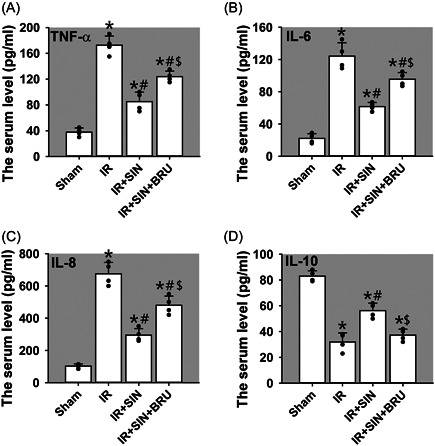 (A)
TNF-α
The serum level (pg/ml)
200
160
120
80
40
0
*
*#
*#$
Sham
IR
IR+SIN
IR+SIN+BRU
(B)
IL-6
The serum level (pg/ml)
160
120
80
40
0
*
*#
*#$
Sham
IR
IR+SIN
IR+SIN+BRU
(C)
IL-8
The serum level (pg/ml)
800
600
400
200
0
*
*#
*#$
Sham
IR
IR+SIN
IR+SIN+BRU
(D)
IL-10
The serum level (pg/ml)
100
80
60
40
20
0
*
*#
*$
Sham
IR
IR+SIN
IR+SIN+BRU